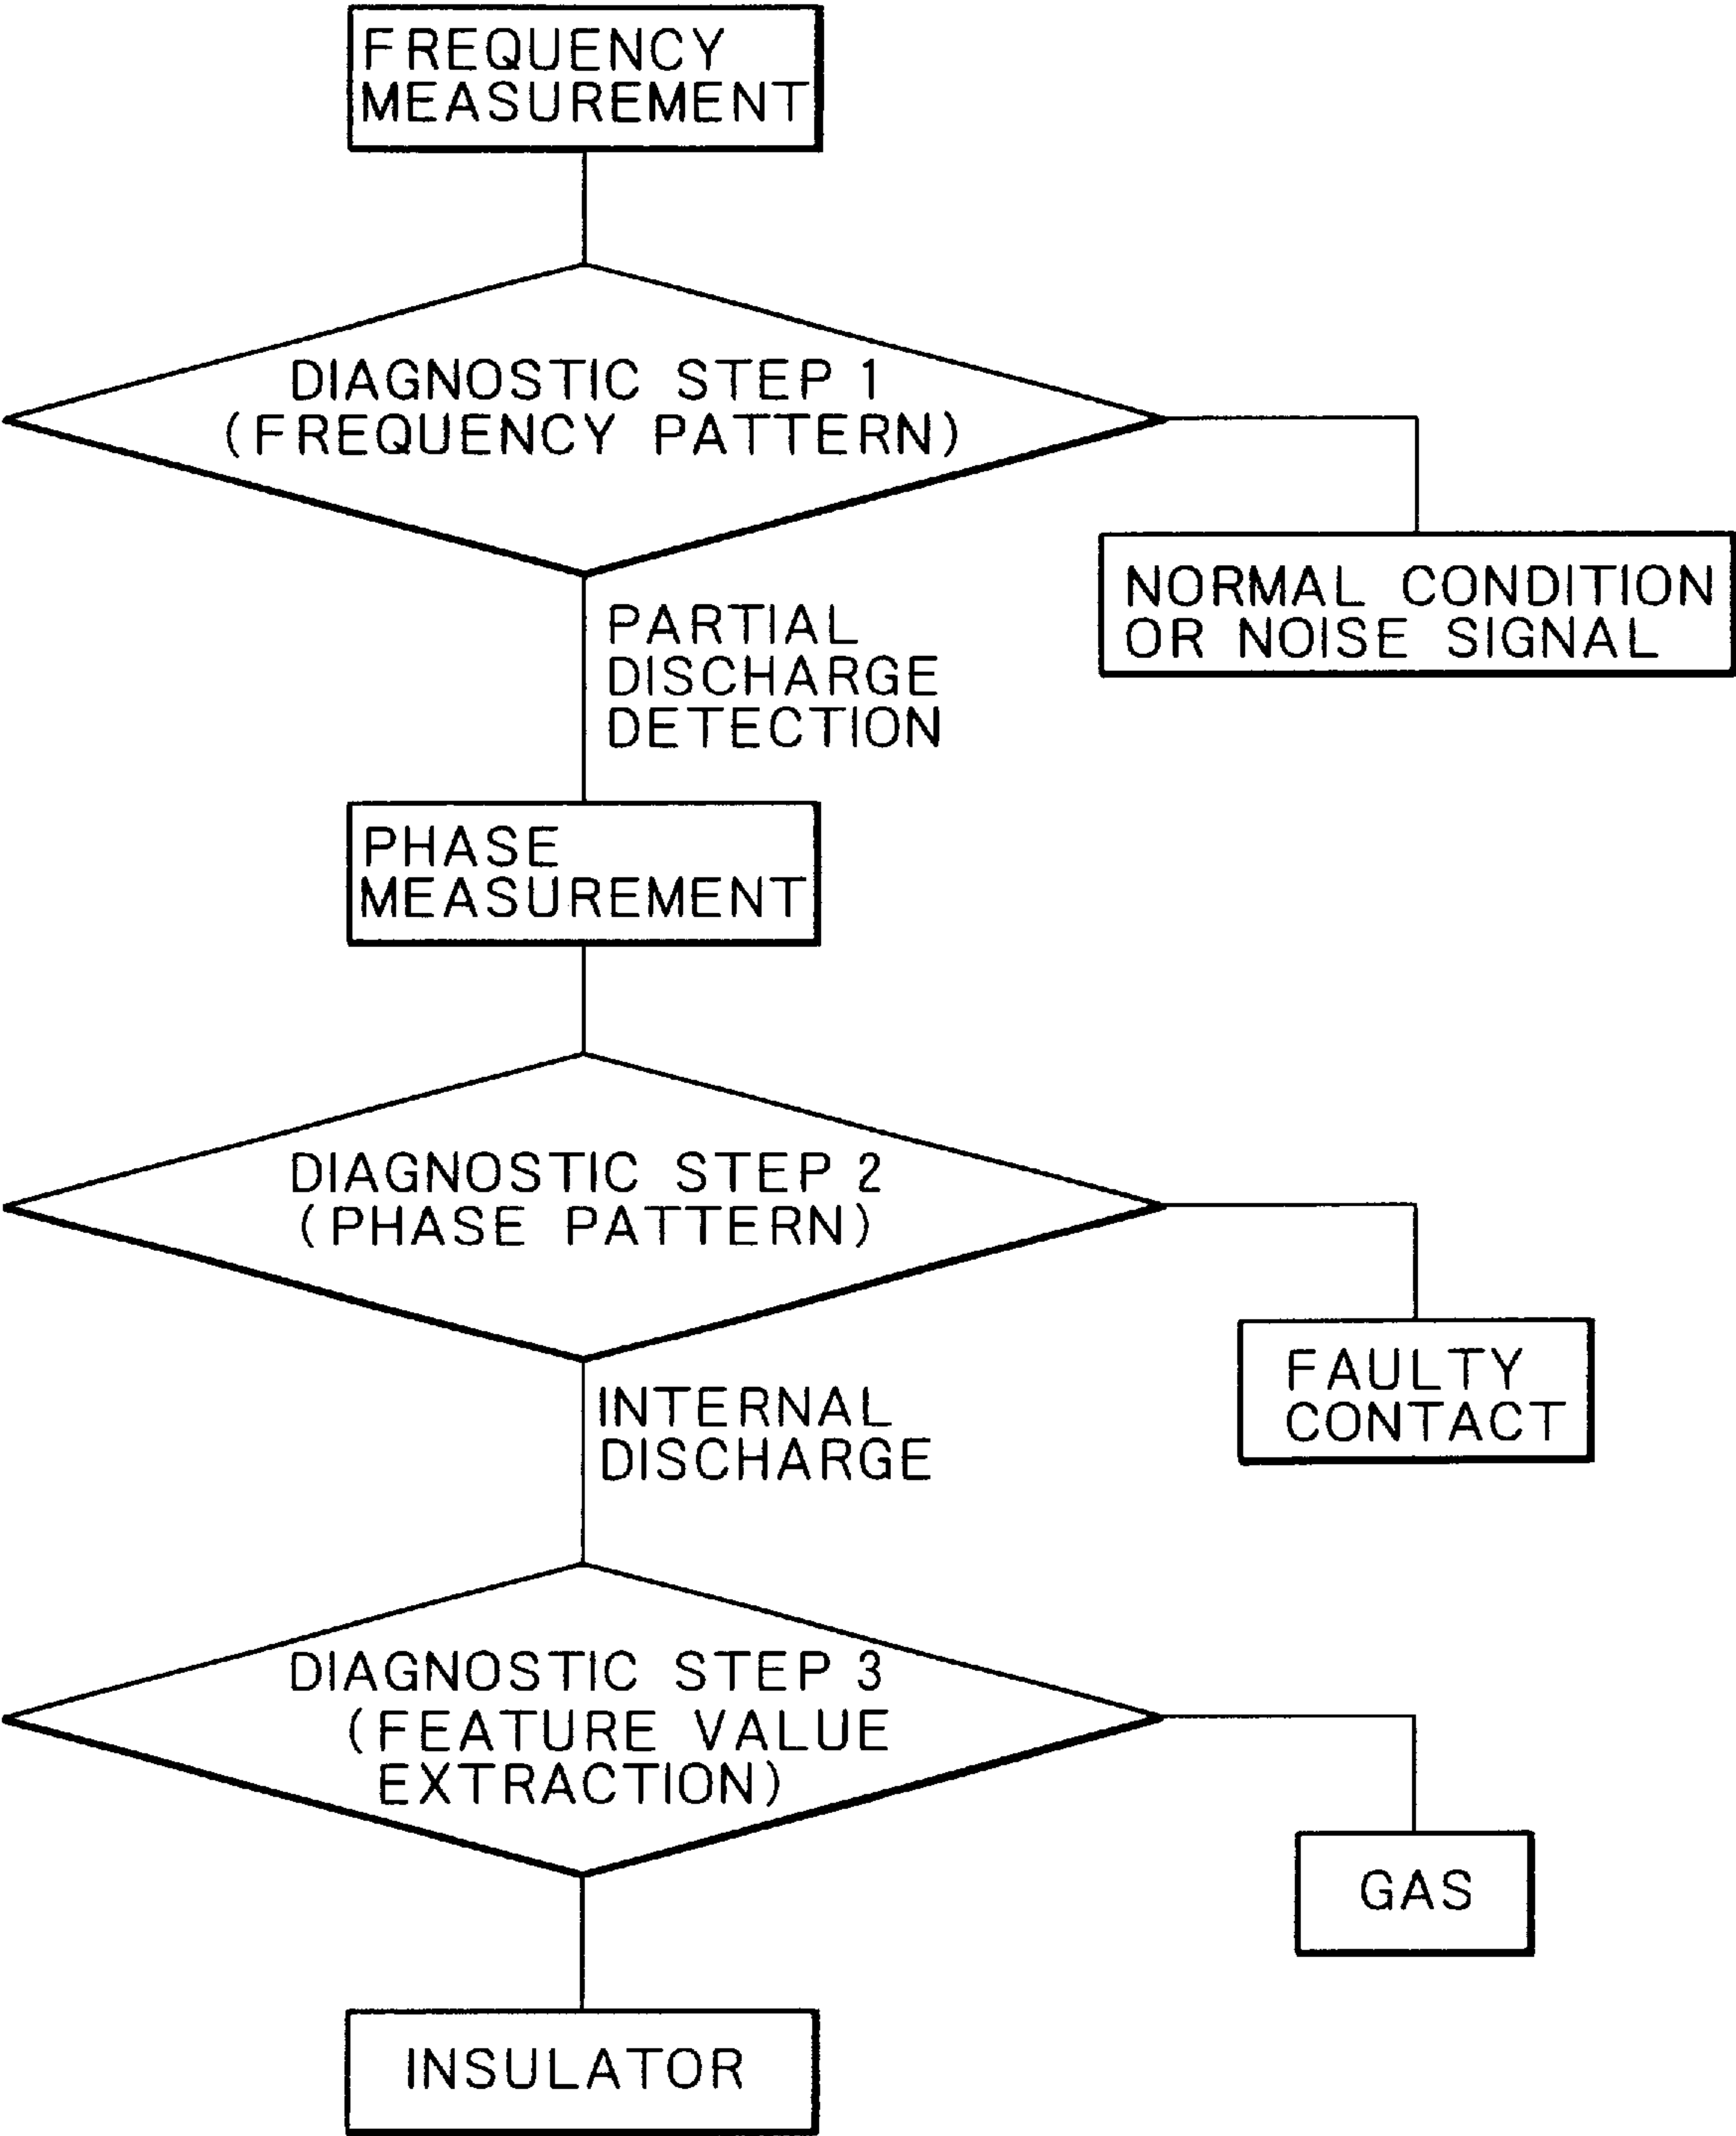 FREQUENCY
MEASUREMENT
DIAGNOSTIC STEP 1
(FREQUENCY PATTERN)
NORMAL CONDITION
OR NOISE SIGNAL
PARTIAL
DISCHARGE
DETECTION
PHASE
MEASUREMENT
DIAGNOSTIC STEP 2
(PHASE PATTERN)
FAULTY
CONTACT
INTERNAL
DISCHARGE
DIAGNOSTIC STEP 3
(FEATURE VALUE
EXTRACTION)
GAS
INSULATOR